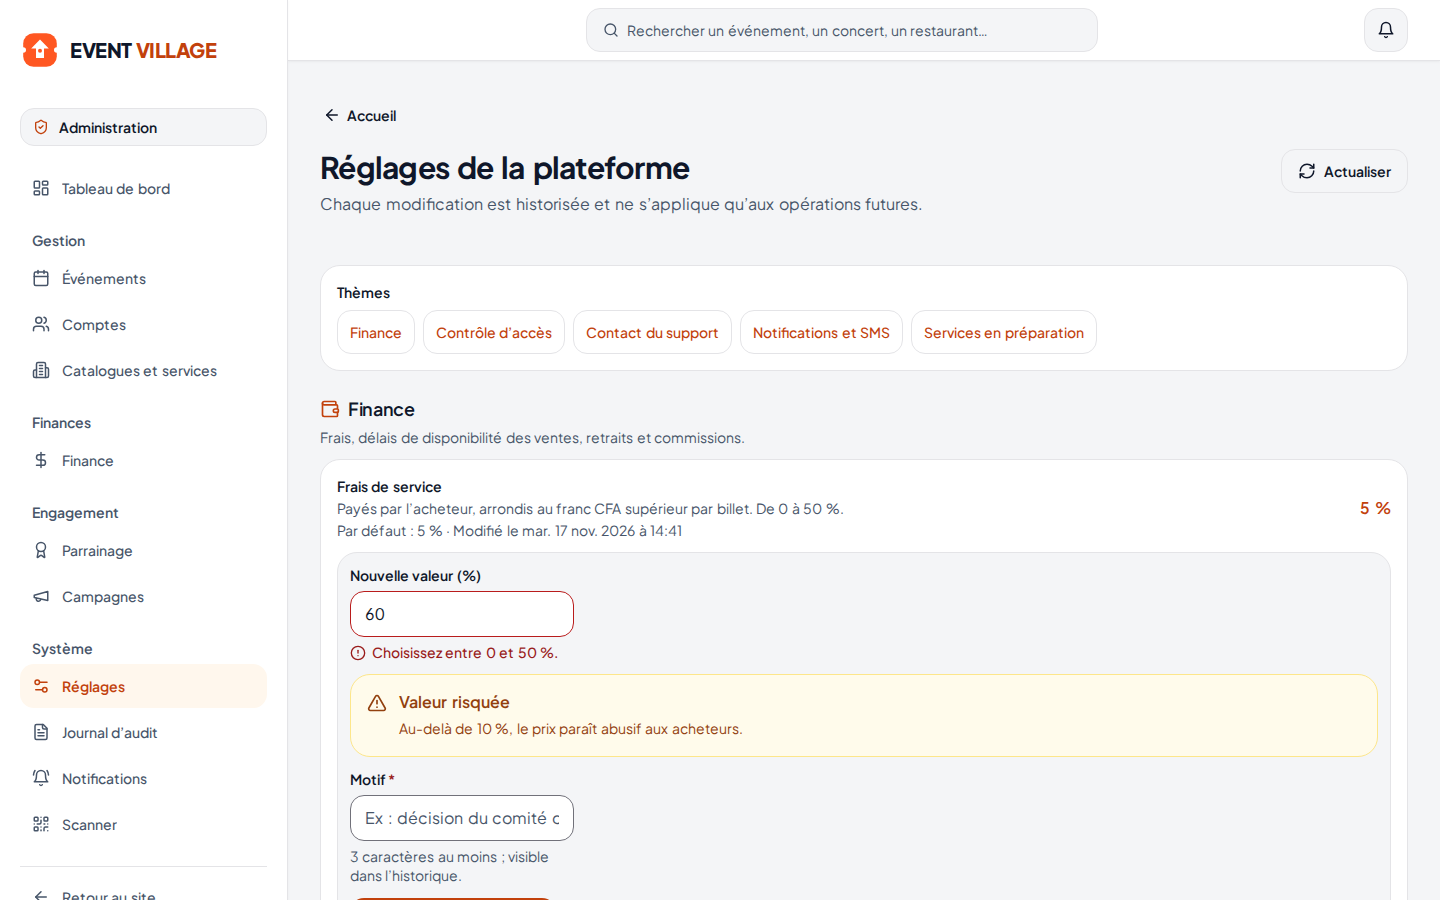 EVENT VILLAGE
Rechercher un événement, un concert, un restaurant...
Administration
Tableau de bord
Gestion
Événements
Comptes
Catalogues et services
Finances
Finance
Engagement
Parrainage
Campagnes
Système
Réglages
Journal d'audit
Notifications
Scanner
Retour au site
Accueil
Réglages de la plateforme
Actualiser
Chaque modification est historisée et ne s'applique qu'aux opérations futures.
Thèmes
Finance
Contrôle d'accès
Contact du support
Notifications et SMS
Services en préparation
Finance
Frais, délais de disponibilité des ventes, retraits et commissions.
Frais de service
Payés par l'acheteur, arrondis au franc CFA supérieur par billet. De 0 à 50 %.
5 %
Par défaut : 5 % · Modifié le mar. 17 nov. 2026 à 14:41
Nouvelle valeur (%)
60
Choisissez entre 0 et 50 %.
Valeur risquée
Au-delà de 10 %, le prix paraît abusif aux acheteurs.
Motif *
Ex : décision du comité c
3 caractères au moins ; visible
dans l'historique.